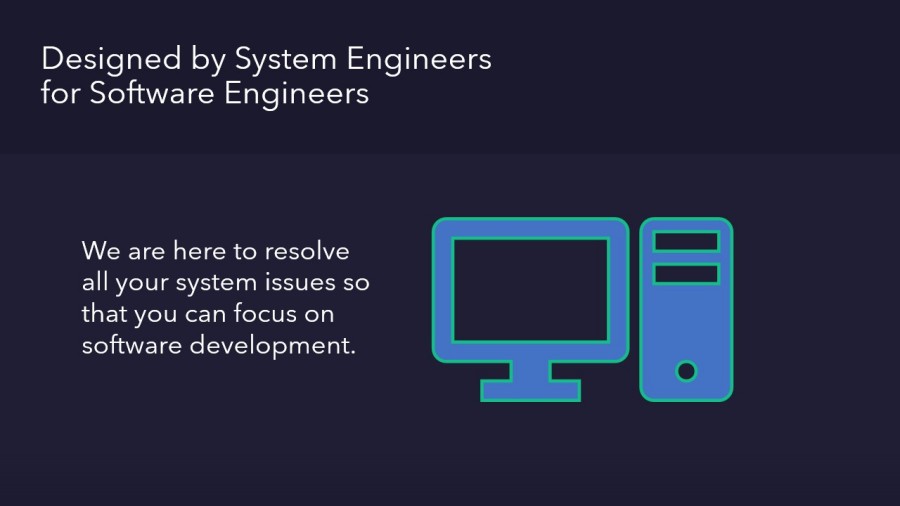 Designed by System Engineers
for Software Engineers
We are here to resolve
all your system issues so
that you can focus on
software development.